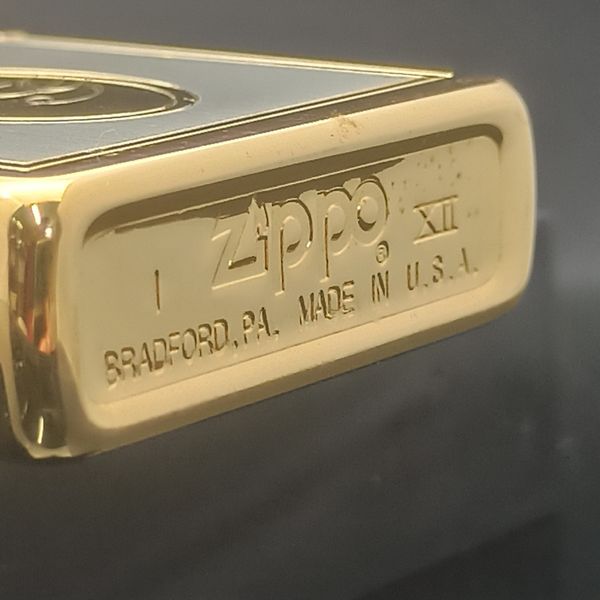 I Zippo® XII
BRADFORD, PA. MADE IN U.S.A.